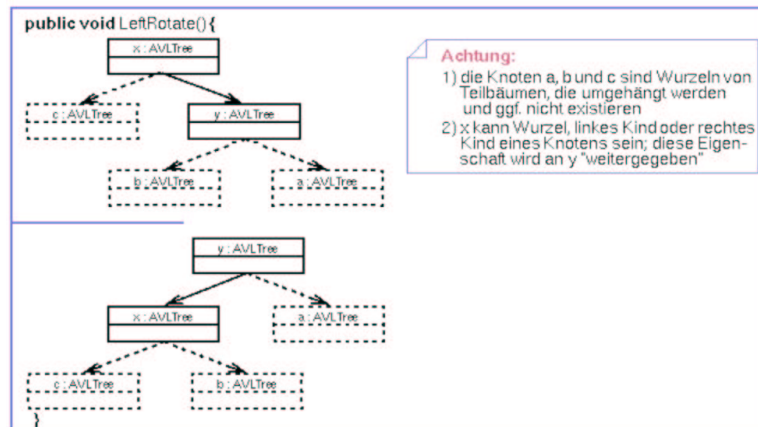 public void LeftRotate() {
x : AVLTree
c : AVLTree
y : AVLTree
b : AVLTree
a : AVLTree
Achtung:
1) die Knoten a, b und c sind Wurzeln von
Teilbäumen, die umgehängt werden
und ggf. nicht existieren
2) x kann Wurzel, linkes Kind oder rechtes
Kind eines Knotens sein; diese Eigen-
schaft wird an y "weitergegeben"
y : AVLTree
x : AVLTree
a : AVLTree
c : AVLTree
b : AVLTree
}